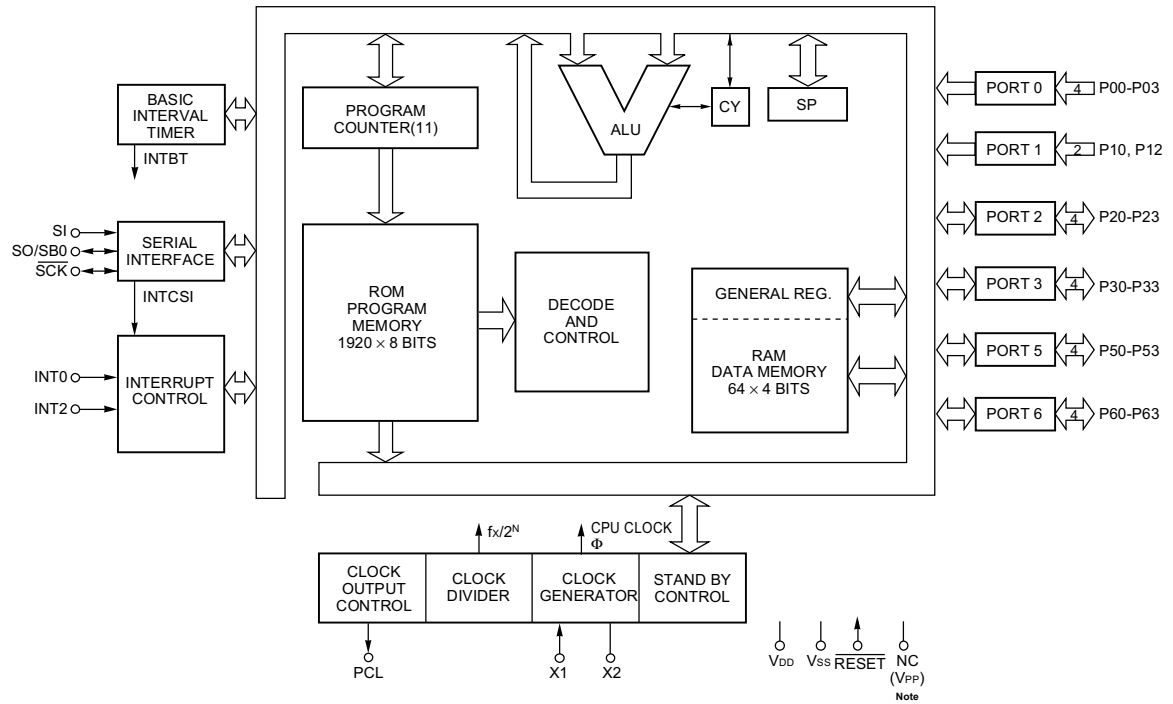 BASIC
INTERVAL
TIMER
INTBT
SI
SO/SB0
SCK
SERIAL
INTERFACE
INTCSI
INT0
INT2
INTERRUPT
CONTROL
PROGRAM
COUNTER(11)
ALU
CY
SP
ROM
PROGRAM
MEMORY
1920 × 8 BITS
DECODE
AND
CONTROL
GENERAL REG.
RAM
DATA MEMORY
64 × 4 BITS
PORT 0 4 P00-P03
PORT 1 2 P10, P12
PORT 2 4 P20-P23
PORT 3 4 P30-P33
PORT 5 4 P50-P53
PORT 6 4 P60-P63
fx/2^N
CPU CLOCK
Φ
CLOCK
OUTPUT
CONTROL
CLOCK
DIVIDER
CLOCK
GENERATOR
STAND BY
CONTROL
PCL
X1
X2
VDD
VSS
RESET
NC
(VPP)
Note